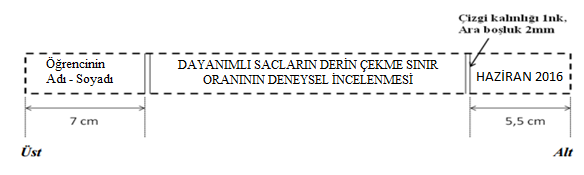 Çizgi kalınlığı 1nk,
Ara boşluk 2mm
Öğrencinin
Adı - Soyadı
DAYANIMLI SACLARIN DERİN ÇEKME SINIR
ORANININ DENEYSEL İNCELENMESİ
HAZİRAN 2016
7 cm
5,5 cm
Üst
Alt